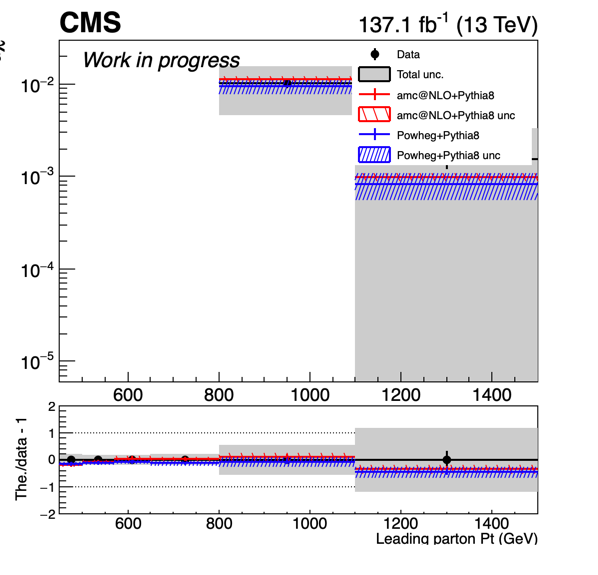 CMS 137.1 fb⁻¹ (13 TeV)
Work in progress
Data
Total unc.
amc@NLO+Pythia8
amc@NLO+Pythia8 unc
Powheg+Pythia8
Powheg+Pythia8 unc
10⁻²
10⁻³
10⁻⁴
10⁻⁵
600 800 1000 1200 1400
The./data - 1
2
1
0
−1
−2
600 800 1000 1200 1400
Leading parton Pt (GeV)